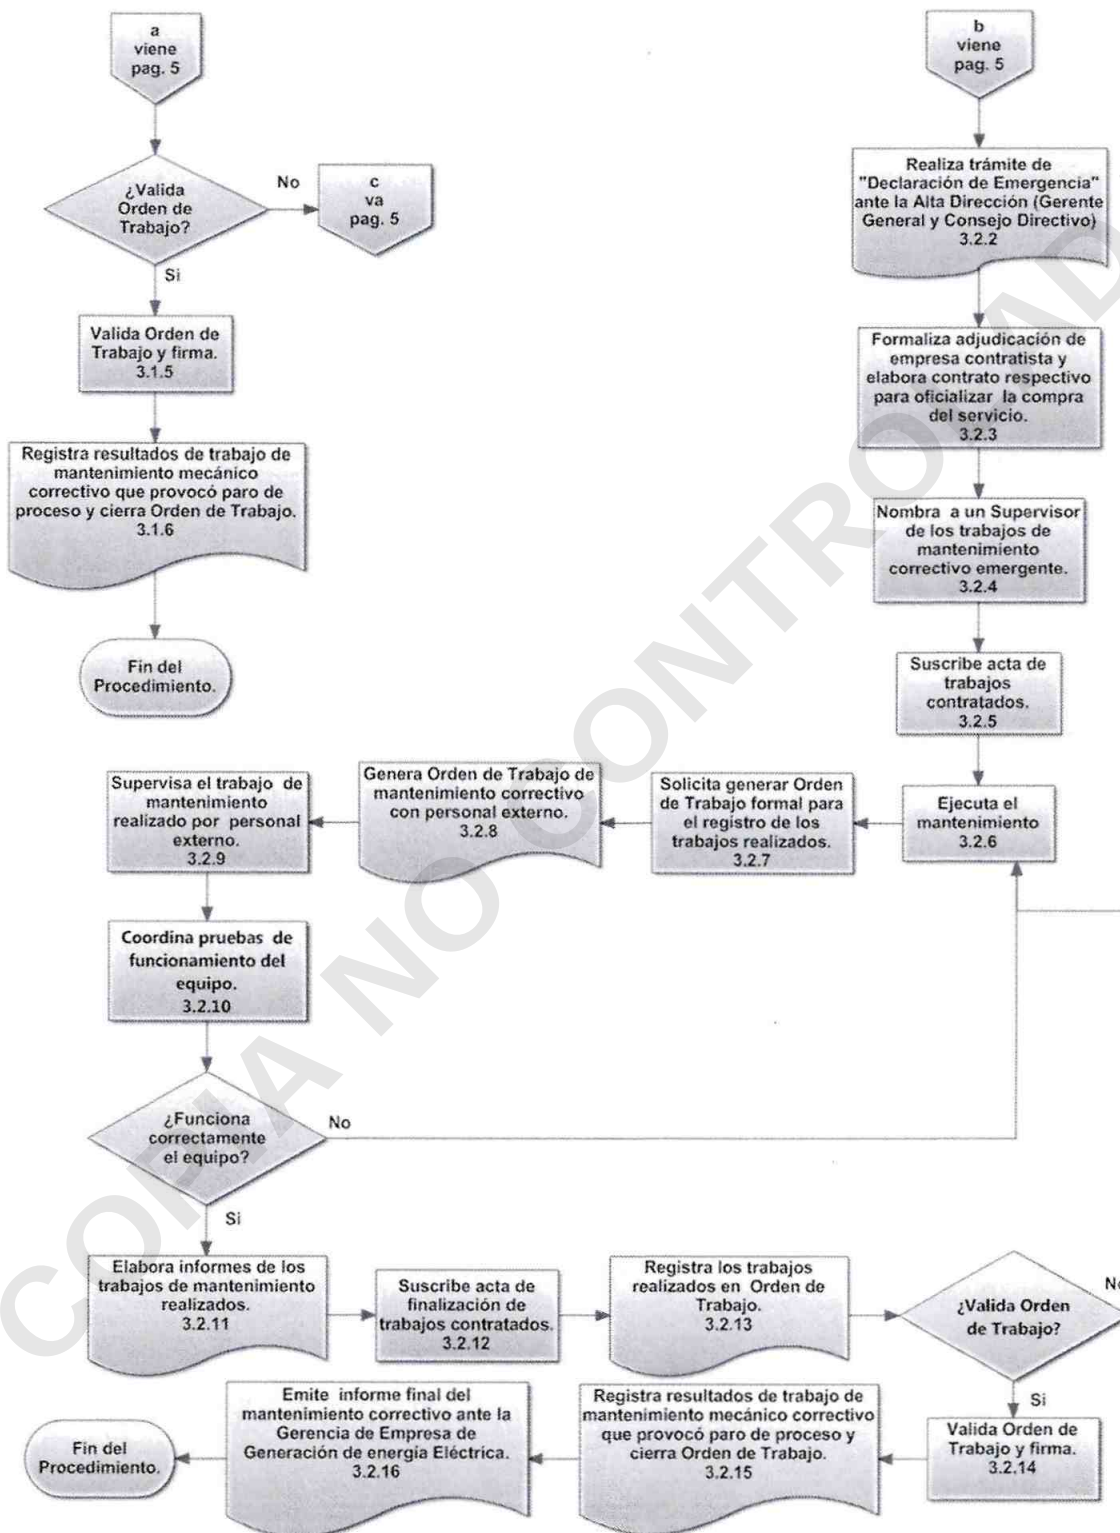 a
viene
pag. 5
¿Valida
Orden de
Trabajo?
No
c
va
pag. 5
Si
Valida Orden de
Trabajo y firma.
3.1.5
Registra resultados de trabajo de
mantenimiento mecánico
correctivo que provocó paro de
proceso y cierra Orden de Trabajo.
3.1.6
Fin del
Procedimiento.
b
viene
pag. 5
Realiza trámite de
"Declaración de Emergencia"
ante la Alta Dirección (Gerente
General y Consejo Directivo)
3.2.2
Formaliza adjudicación de
empresa contratista y
elabora contrato respectivo
para oficializar la compra
del servicio.
3.2.3
Nombra a un Supervisor
de los trabajos de
mantenimiento
correctivo emergente.
3.2.4
Suscribe acta de
trabajos
contratados.
3.2.5
Ejecuta el
mantenimiento
3.2.6
Solicita generar Orden
de Trabajo formal para
el registro de los
trabajos realizados.
3.2.7
Genera Orden de Trabajo de
mantenimiento correctivo
con personal externo.
3.2.8
Supervisa el trabajo de
mantenimiento
realizado por personal
externo.
3.2.9
Coordina pruebas de
funcionamiento del
equipo.
3.2.10
¿Funciona
correctamente
el equipo?
No
Si
Elabora informes de los
trabajos de mantenimiento
realizados.
3.2.11
Suscribe acta de
finalización de
trabajos contratados.
3.2.12
Registra los trabajos
realizados en Orden de
Trabajo.
3.2.13
¿Valida Orden
de Trabajo?
No
Si
Valida Orden de
Trabajo y firma.
3.2.14
Registra resultados de trabajo de
mantenimiento mecánico correctivo
que provocó paro de proceso y
cierra Orden de Trabajo.
3.2.15
Emite informe final del
mantenimiento correctivo ante la
Gerencia de Empresa de
Generación de energía Eléctrica.
3.2.16
Fin del
Procedimiento.
COPIA NO CONTROLAD